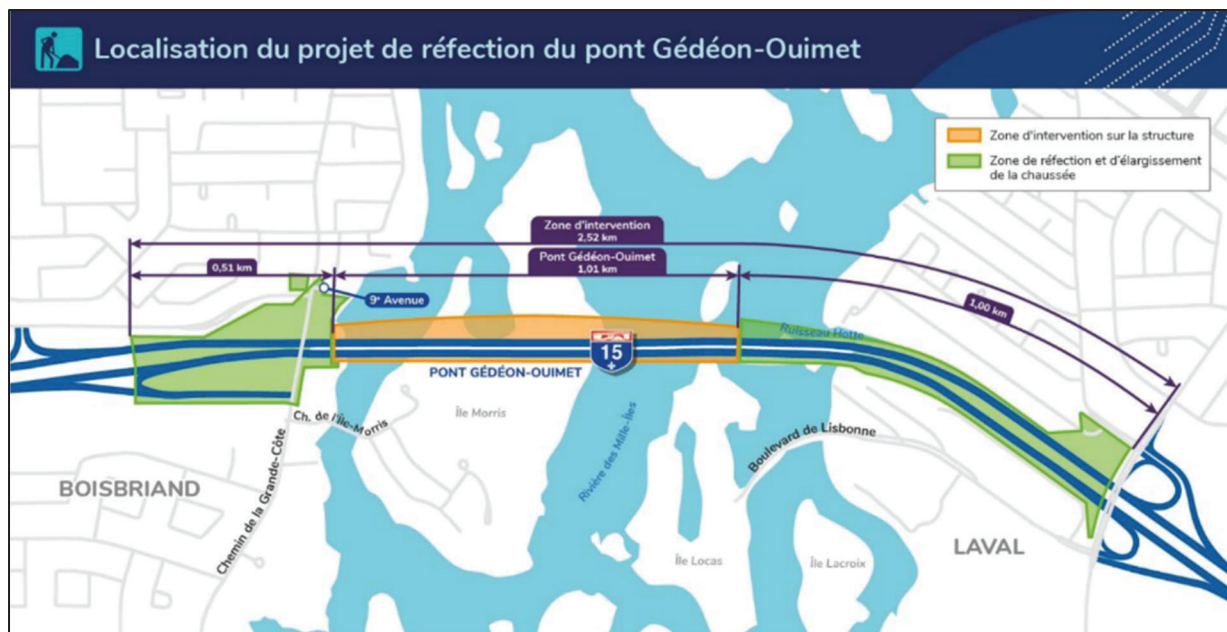 Localisation du projet de réfection du pont Gédéon-Ouimet
Zone d'intervention sur la structure
Zone de réfection et d'élargissement
de la chaussée
Zone d'intervention
2,52 km
0,51 km
Pont Gédéon-Ouimet
1,01 km
1,00 km
9e Avenue
Ruisseau Hotte
15
PONT GÉDÉON-OUIMET
Ch. de l'Île-Morris
Île Morris
Rivière des Mille-Îles
Boulevard de Lisbonne
BOISBRIAND
Chemin de la Grande-Côte
LAVAL
Île Locas
Île Lacroix